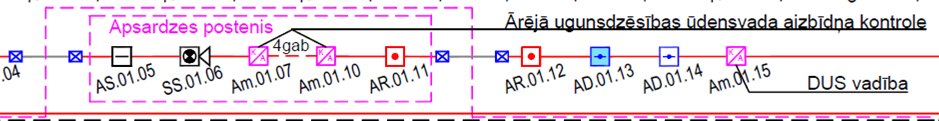 Ārējā ugunsdzēsības ūdensvada aizbīdņa kontrole
Apsardzes postenis
4gab
K/A
K/A
K/A
.04
AS.01.05
SS.01.06
Am.01.07
Am.01.10
AR.01.11
AR.01.12
AD.01.13
AD.01.14
Am.01.15
DUS vadība